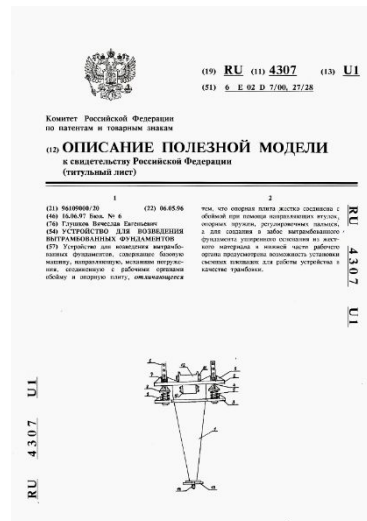 (19) RU (11) 4307 (13) U1
(51) 6 E 02 D 7/00, 27/28
Комитет Российской Федерации
по патентам и товарным знакам
(12) ОПИСАНИЕ ПОЛЕЗНОЙ МОДЕЛИ
к свидетельству Российской Федерации
(титульный лист)
1
(21) 96109000/20 (22) 06.05.96
(46) 16.06.97 Бюл. № 6
(76) Глушков Вячеслав Евгеньевич
(54) УСТРОЙСТВО ДЛЯ ВОЗВЕДЕНИЯ
ВЫТРАМБОВАННЫХ ФУНДАМЕНТОВ
(57) Устройство для возведения вытрамбо-
ванных фундаментов, содержащее базовую
машину, направляющую, механизм погруже-
ния, соединенную с рабочим органом
обойму и опорную плиту, отличающееся
2
тем, что опорная плита жестко соединена с
обоймой при помощи направляющих втулок,
опорных пружин, регулировочных пальцев,
а для создания в забое вытрамбованного
фундамента уширенного основания из жест-
кого материала в нижней части рабочего
органа предусмотрена возможность установки
съемных площадок для работы устройства в
качестве трамбовки.
RU 4307 U1
RU 4307 U1